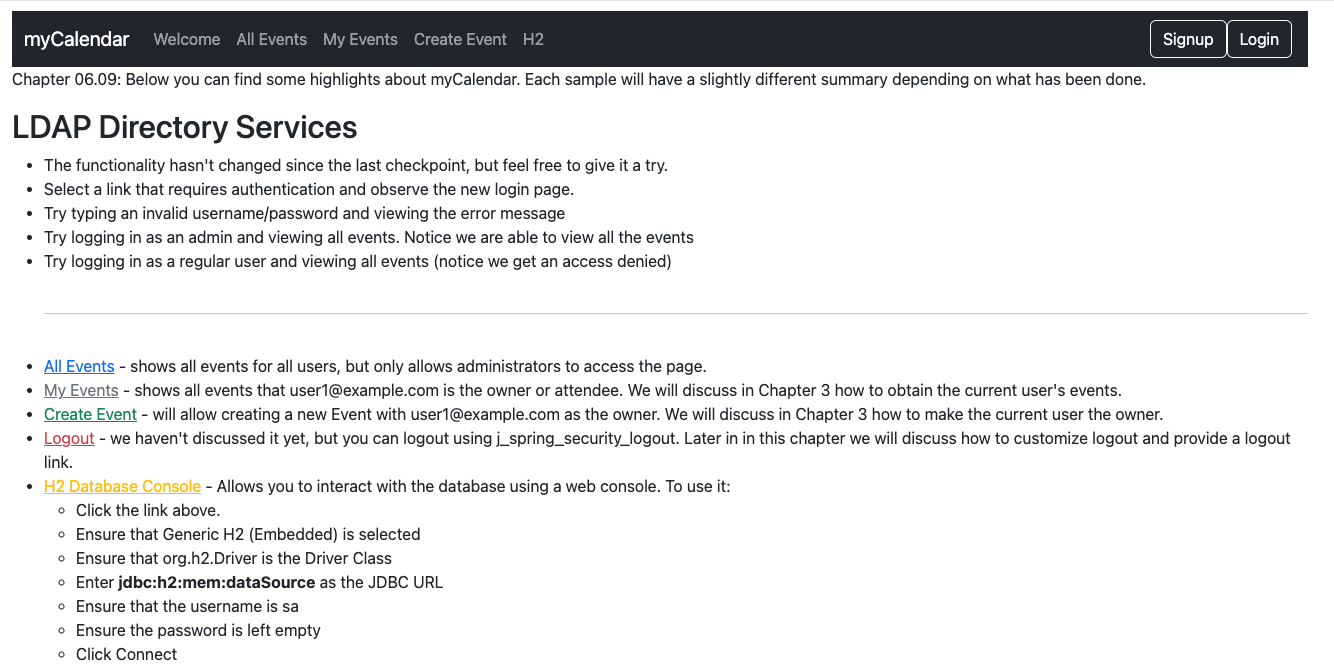 myCalendar Welcome All Events My Events Create Event H2 Signup Login
Chapter 06.09: Below you can find some highlights about myCalendar. Each sample will have a slightly different summary depending on what has been done.
LDAP Directory Services
• The functionality hasn't changed since the last checkpoint, but feel free to give it a try.
• Select a link that requires authentication and observe the new login page.
• Try typing an invalid username/password and viewing the error message
• Try logging in as an admin and viewing all events. Notice we are able to view all the events
• Try logging in as a regular user and viewing all events (notice we get an access denied)
• All Events - shows all events for all users, but only allows administrators to access the page.
• My Events - shows all events that user1@example.com is the owner or attendee. We will discuss in Chapter 3 how to obtain the current user's events.
• Create Event - will allow creating a new Event with user1@example.com as the owner. We will discuss in Chapter 3 how to make the current user the owner.
• Logout - we haven't discussed it yet, but you can logout using j_spring_security_logout. Later in in this chapter we will discuss how to customize logout and provide a logout
link.
• H2 Database Console - Allows you to interact with the database using a web console. To use it:
◦ Click the link above.
◦ Ensure that Generic H2 (Embedded) is selected
◦ Ensure that org.h2.Driver is the Driver Class
◦ Enter jdbc:h2:mem:dataSource as the JDBC URL
◦ Ensure that the username is sa
◦ Ensure the password is left empty
◦ Click Connect